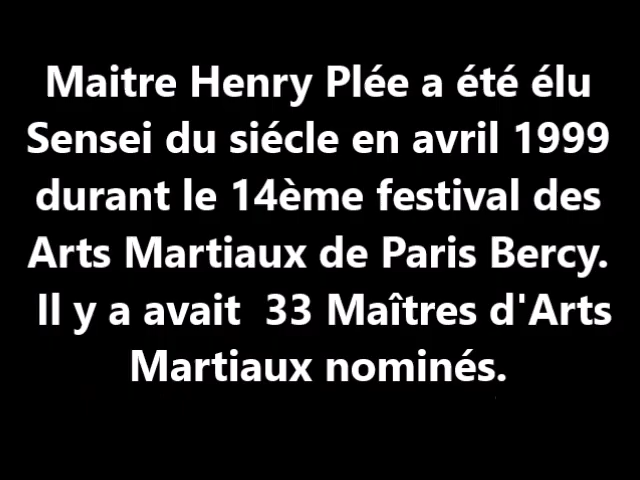 Maitre Henry Plée a été élu
Sensei du siécle en avril 1999
durant le 14ème festival des
Arts Martiaux de Paris Bercy.
Il y a avait  33 Maîtres d'Arts
Martiaux nominés.